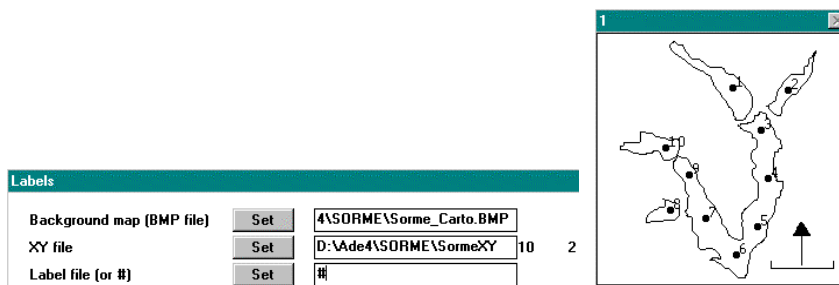 Labels
Background map (BMP file) Set 4\SORME\Sorme_Carto.BMP
XY file Set D:\Ade4\SORME\SormeXY 10 2
Label file (or #) Set #
1
1
2
3
10
9
4
8
7
5
6